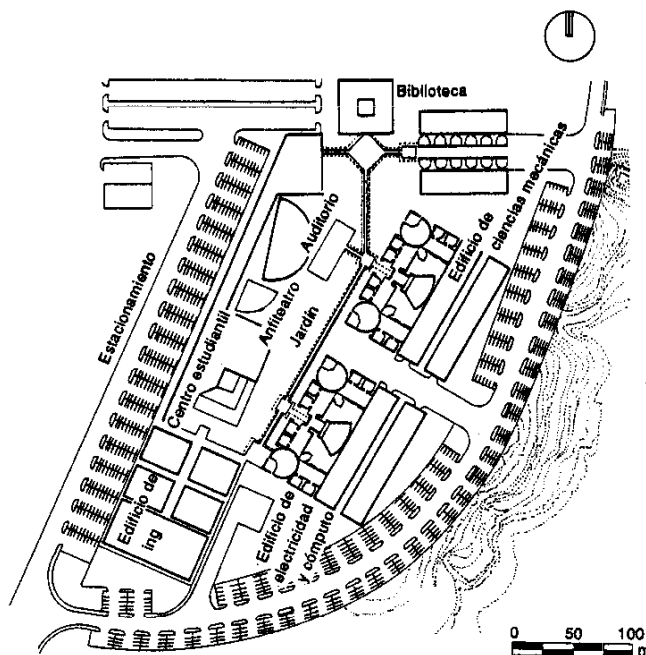 Biblioteca
Edificio de
ciencias mecánicas
Auditorio
Anfiteatro
Jardín
Estacionamiento
Centro estudiantil
Edificio de
ing
Edificio de
electricidad
y cómputo
0 50 100
m